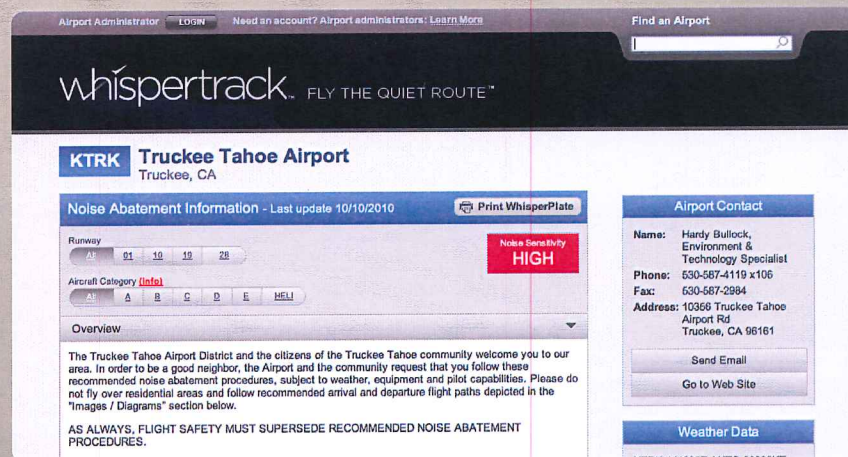 Airport Administrator LOGIN Need an account? Airport administrators: Learn More
Find an Airport
whispertrack™ FLY THE QUIET ROUTE™
KTRK Truckee Tahoe Airport
Truckee, CA
Noise Abatement Information - Last update 10/10/2010 Print WhisperPlate
Runway
All 01 10 19 28
Noise Sensitivity
HIGH
Aircraft Category (Info)
All A B C D E HELI
Overview
The Truckee Tahoe Airport District and the citizens of the Truckee Tahoe community welcome you to our
area. In order to be a good neighbor, the Airport and the community request that you follow these
recommended noise abatement procedures, subject to weather, equipment and pilot capabilities. Please do
not fly over residential areas and follow recommended arrival and departure flight paths depicted in the
"Images / Diagrams" section below.
AS ALWAYS, FLIGHT SAFETY MUST SUPERSEDE RECOMMENDED NOISE ABATEMENT
PROCEDURES.
Airport Contact
Name: Hardy Bullock,
Environment &
Technology Specialist
Phone: 530-587-4119 x106
Fax: 530-587-2984
Address: 10356 Truckee Tahoe
Airport Rd
Truckee, CA 96161
Send Email
Go to Web Site
Weather Data